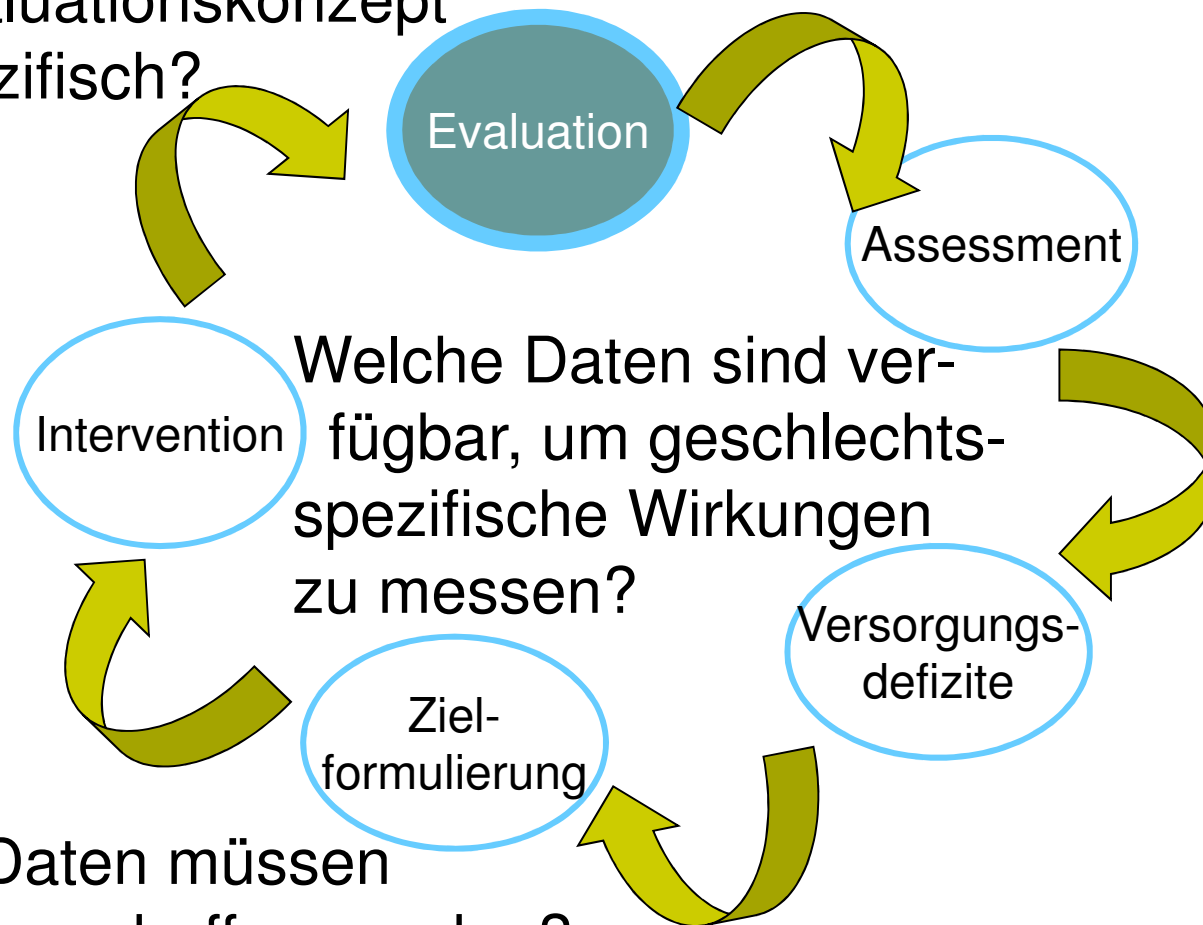 aluationskonzept
zifisch?
Evaluation
Assessment
Welche Daten sind ver-
fügbar, um geschlechts-
spezifische Wirkungen
zu messen?
Intervention
Versorgungs-
defizite
Ziel-
formulierung
Daten müssen